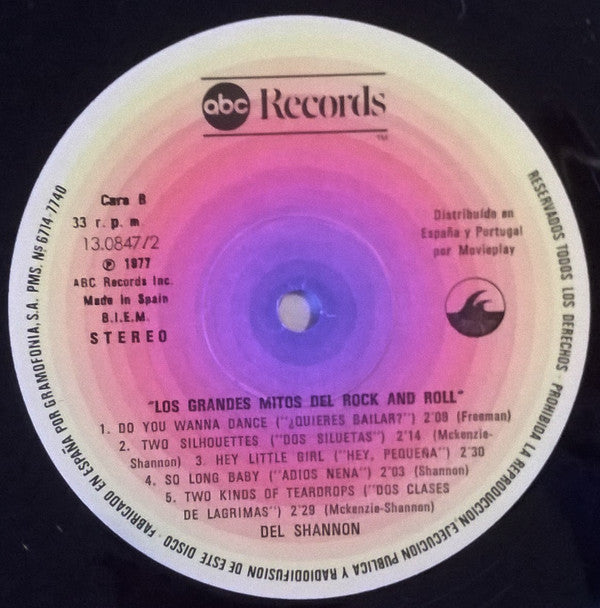 abc Records
TM
Cara B
33 r. p. m
13.0847/2
℗ 1977
ABC Records Inc.
Made in Spain
B.I.E.M.
STEREO
Distribuído en
España y Portugal
por Movieplay
"LOS GRANDES MITOS DEL ROCK AND ROLL"
1. DO YOU WANNA DANCE ("¿QUIERES BAILAR?") 2'08 (Freeman)
2. TWO SILHOUETTES ("DOS SILUETAS") 2'14 (Mckenzie-
Shannon) 3. HEY LITTLE GIRL ("HEY, PEQUEÑA") 2'30
4. SO LONG BABY ("ADIOS NENA") 2'03 (Shannon)
5. TWO KINDS OF TEARDROPS ("DOS CLASES
DE LAGRIMAS") 2'29 (Mckenzie-Shannon)
DEL SHANNON
RESERVADOS TODOS LOS DERECHOS · PROHIBIDA LA REPRODUCCION, EJECUCION PUBLICA Y RADIODIFUSION DE ESTE DISCO · FABRICADO EN ESPAÑA POR GRAMOFONIA, S.A. PMS. Nº 6714-7740